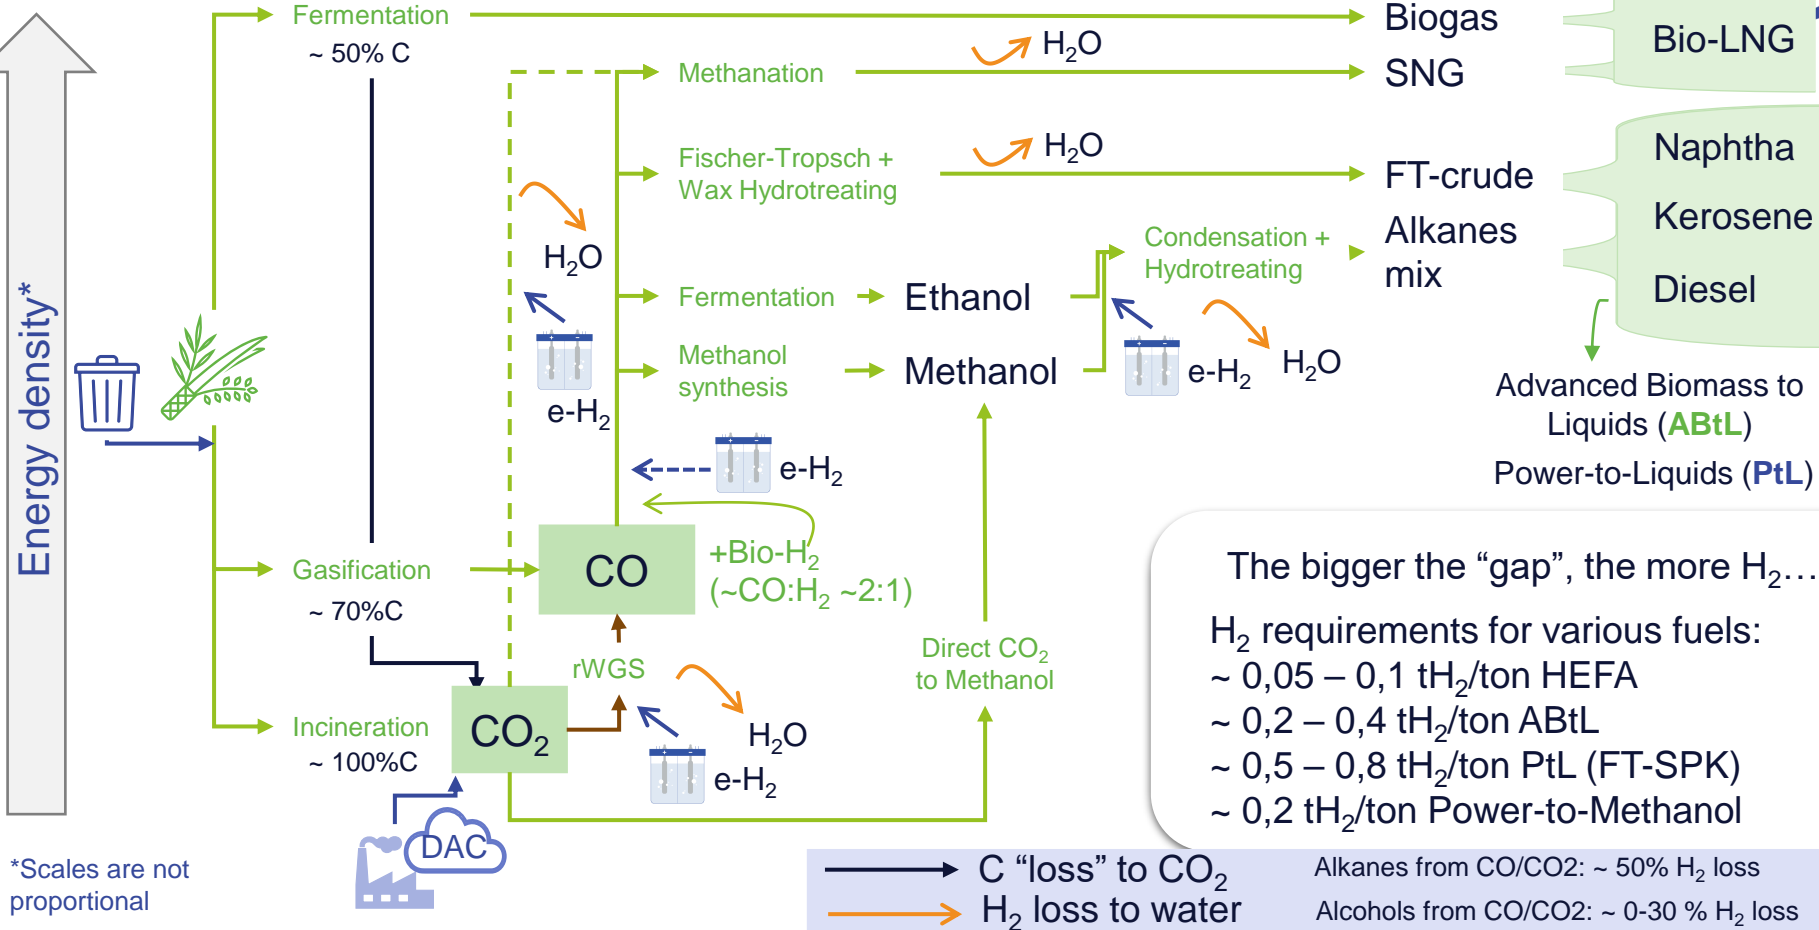 Fermentation
~ 50% C
Biogas
Bio-LNG
H2O
Methanation
SNG
Energy density*
Fischer-Tropsch +
Wax Hydrotreating
H2O
FT-crude
Naphtha
Kerosene
Diesel
Alkanes
mix
Condensation +
Hydrotreating
H2O
Fermentation
Ethanol
e-H2
Methanol
synthesis
Methanol
e-H2
H2O
Advanced Biomass to
Liquids (ABtL)
Power-to-Liquids (PtL)
e-H2
Gasification
~ 70%C
CO
+Bio-H2
(~CO:H2 ~2:1)
rWGS
Direct CO2
to Methanol
Incineration
~ 100%C
CO2
H2O
e-H2
DAC
The bigger the “gap”, the more H2…
H2 requirements for various fuels:
~ 0,05 – 0,1 tH2/ton HEFA
~ 0,2 – 0,4 tH2/ton ABtL
~ 0,5 – 0,8 tH2/ton PtL (FT-SPK)
~ 0,2 tH2/ton Power-to-Methanol
*Scales are not
proportional
C “loss” to CO2
Alkanes from CO/CO2: ~ 50% H2 loss
H2 loss to water
Alcohols from CO/CO2: ~ 0-30 % H2 loss